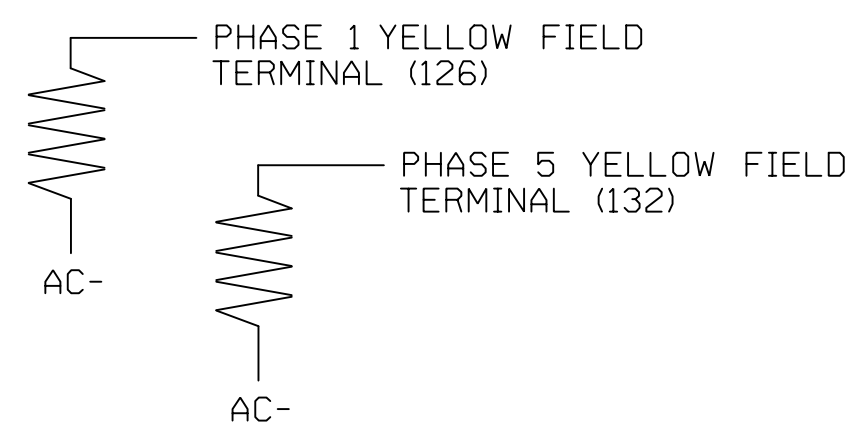 PHASE 1 YELLOW FIELD
TERMINAL (126)
AC-
PHASE 5 YELLOW FIELD
TERMINAL (132)
AC-